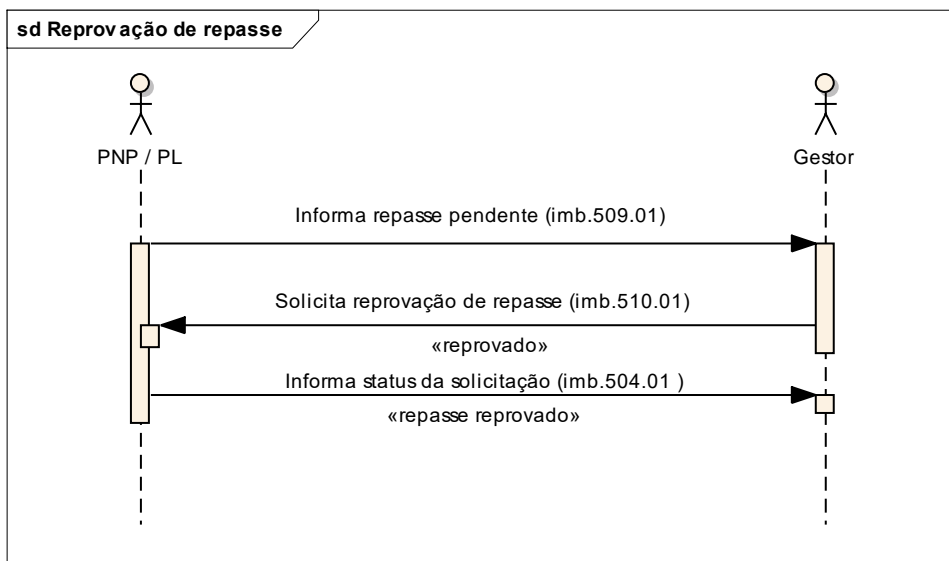 sd Reprovação de repasse
PNP / PL
Gestor
Informa repasse pendente (imb.509.01)
Solicita reprovação de repasse (imb.510.01)
«reprovado»
Informa status da solicitação (imb.504.01 )
«repasse reprovado»